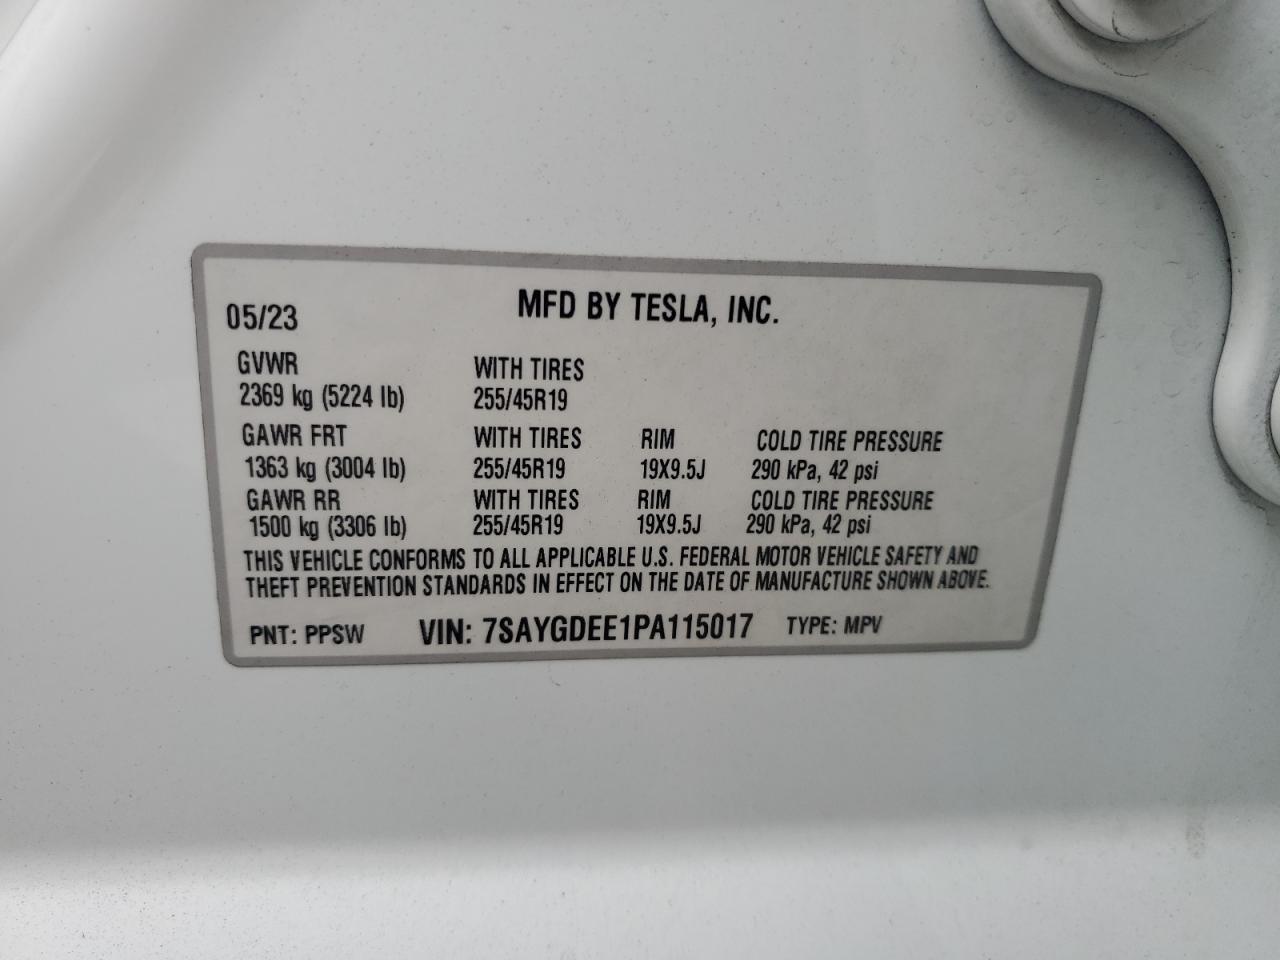 MFD BY TESLA, INC.
05/23
GVWR WITH TIRES
2369 kg (5224 lb) 255/45R19
GAWR FRT WITH TIRES RIM COLD TIRE PRESSURE
1363 kg (3004 lb) 255/45R19 19X9.5J 290 kPa, 42 psi
GAWR RR WITH TIRES RIM COLD TIRE PRESSURE
1500 kg (3306 lb) 255/45R19 19X9.5J 290 kPa, 42 psi
THIS VEHICLE CONFORMS TO ALL APPLICABLE U.S. FEDERAL MOTOR VEHICLE SAFETY AND
THEFT PREVENTION STANDARDS IN EFFECT ON THE DATE OF MANUFACTURE SHOWN ABOVE.
PNT: PPSW VIN: 7SAYGDEE1PA115017 TYPE: MPV